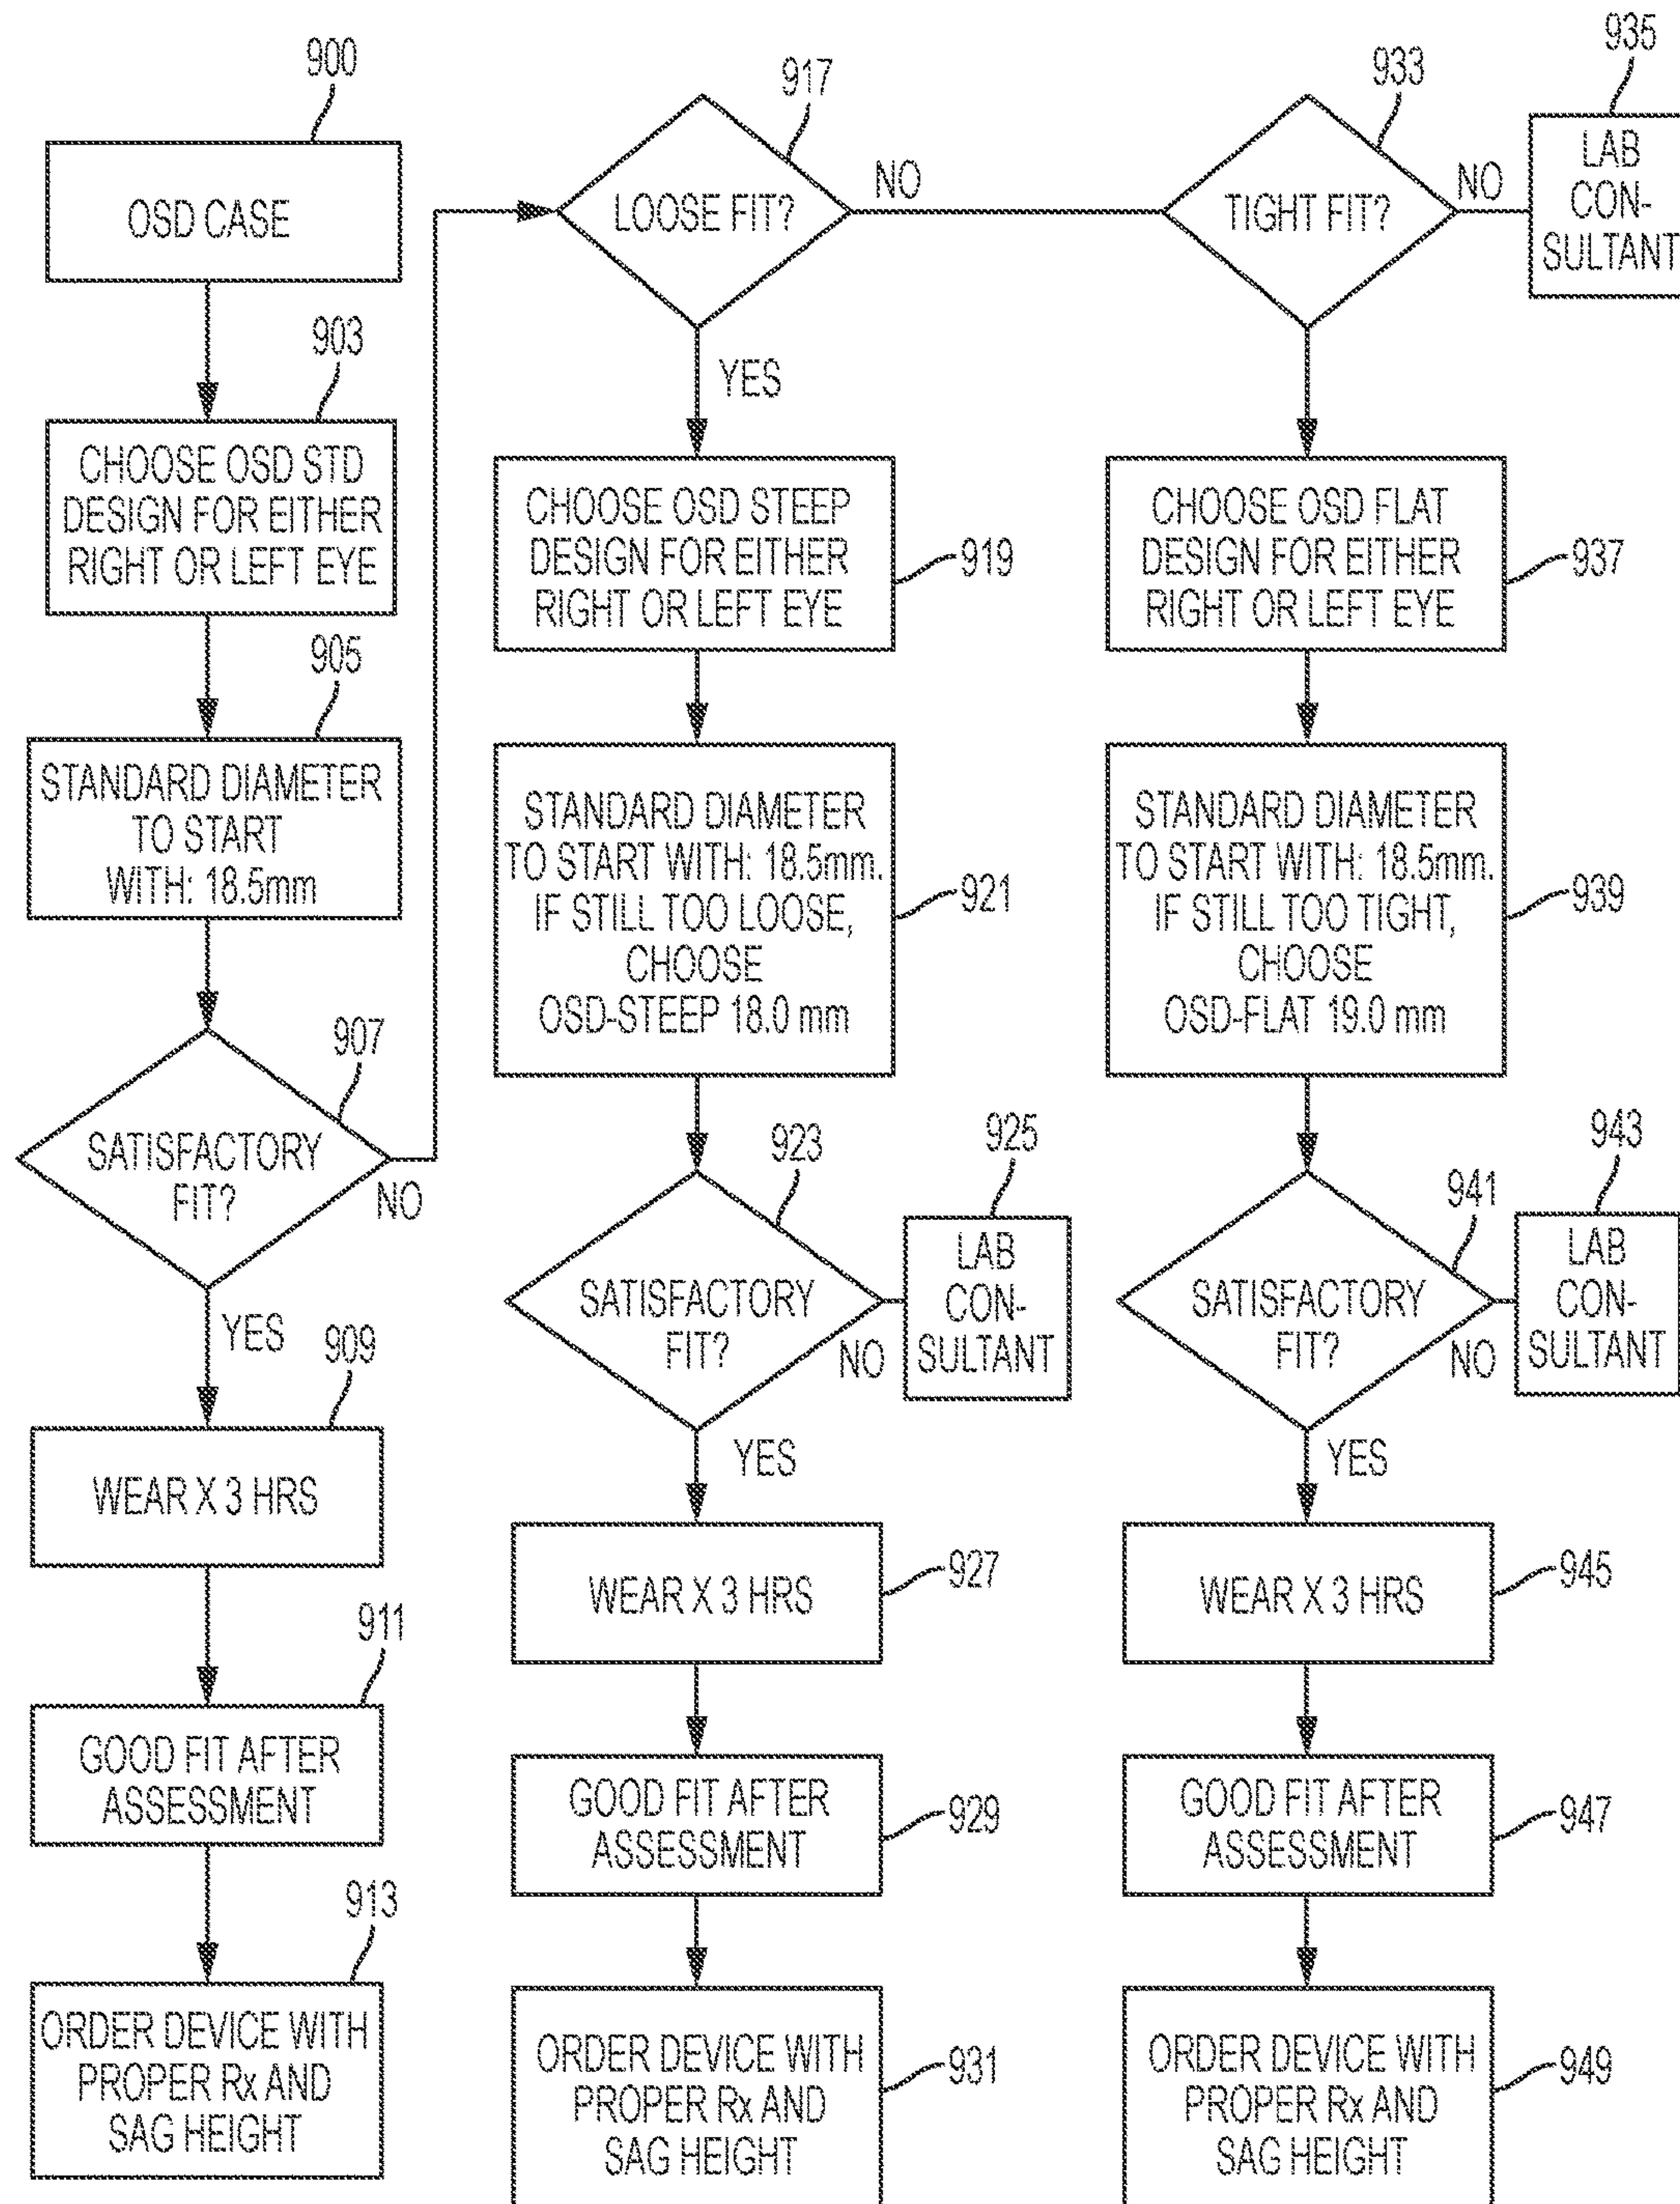 900
OSD CASE
903
CHOOSE OSD STD
DESIGN FOR EITHER
RIGHT OR LEFT EYE
905
STANDARD DIAMETER
TO START
WITH: 18.5mm
907
SATISFACTORY
FIT?
NO
YES
909
WEAR X 3 HRS
911
GOOD FIT AFTER
ASSESSMENT
913
ORDER DEVICE WITH
PROPER Rx AND
SAG HEIGHT
917
LOOSE FIT?
NO
YES
CHOOSE OSD STEEP
DESIGN FOR EITHER
RIGHT OR LEFT EYE
919
STANDARD DIAMETER
TO START WITH: 18.5mm.
IF STILL TOO LOOSE,
CHOOSE
OSD-STEEP 18.0 mm
921
923
SATISFACTORY
FIT?
NO
925
LAB
CON-
SULTANT
YES
WEAR X 3 HRS
927
GOOD FIT AFTER
ASSESSMENT
929
ORDER DEVICE WITH
PROPER Rx AND
SAG HEIGHT
931
933
TIGHT FIT?
NO
935
LAB
CON-
SULTANT
CHOOSE OSD FLAT
DESIGN FOR EITHER
RIGHT OR LEFT EYE
937
STANDARD DIAMETER
TO START WITH: 18.5mm.
IF STILL TOO TIGHT,
CHOOSE
OSD-FLAT 19.0 mm
939
941
SATISFACTORY
FIT?
NO
943
LAB
CON-
SULTANT
YES
WEAR X 3 HRS
945
GOOD FIT AFTER
ASSESSMENT
947
ORDER DEVICE WITH
PROPER Rx AND
SAG HEIGHT
949